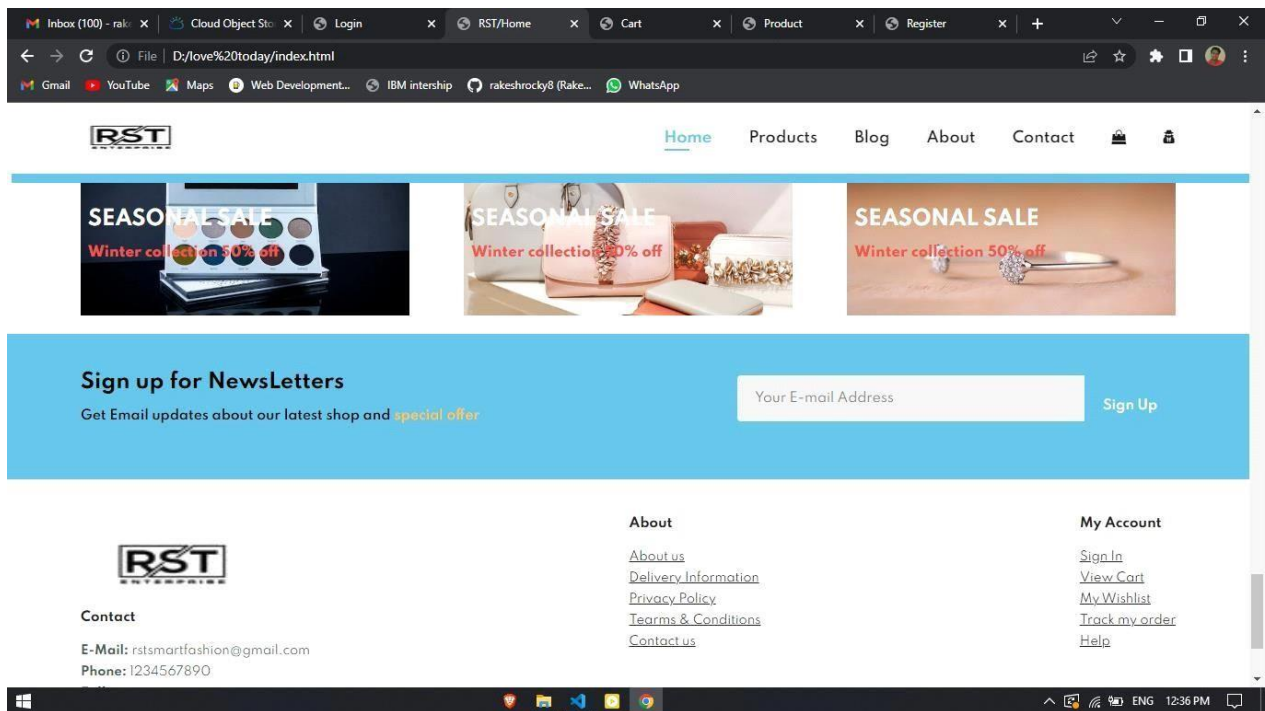 Inbox (100) - rak
Cloud Object Sto
Login
RST/Home
Cart
Product
Register
File | D:/love%20today/index.html
Gmail
YouTube
Maps
Web Development...
IBM intership
rakeshrocky8 (Rake...
WhatsApp
RST
ENTERPRISE
Home
Products
Blog
About
Contact
SEASONAL SALE
Winter collection 50% off
SEASONAL SALE
Winter collection 50% off
SEASONAL SALE
Winter collection 50% off
Sign up for NewsLetters
Get Email updates about our latest shop and special offer
Your E-mail Address
Sign Up
RST
ENTERPRISE
Contact
E-Mail: rstsmartfashion@gmail.com
Phone: 1234567890
About
About us
Delivery Information
Privacy Policy
Tearms & Conditions
Contact us
My Account
Sign In
View Cart
My Wishlist
Track my order
Help
ENG
12:36 PM